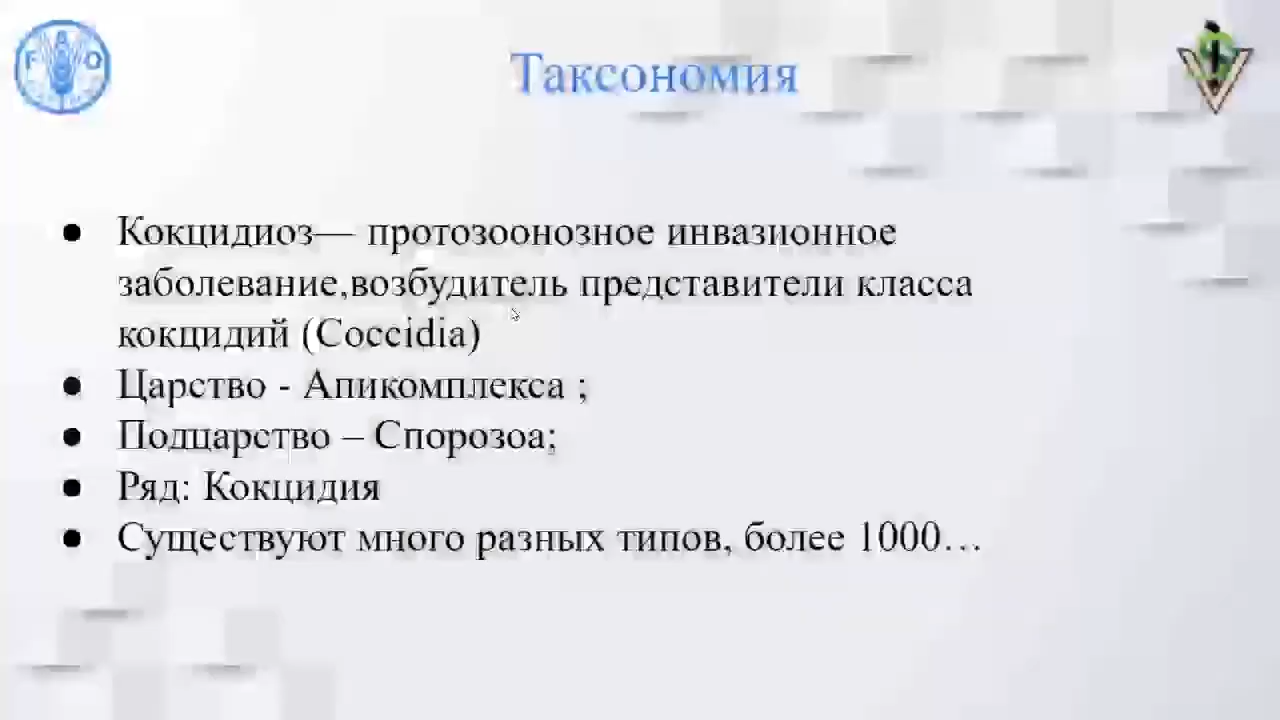 FAO
Таксономия
● Кокцидиоз— протозоонозное инвазионное
заболевание,возбудитель представители класса
кокцидий (Coccidia)
● Царство - Апикомплекса ;
● Подцарство – Спорозоа;
● Ряд: Кокцидия
● Существуют много разных типов, более 1000…